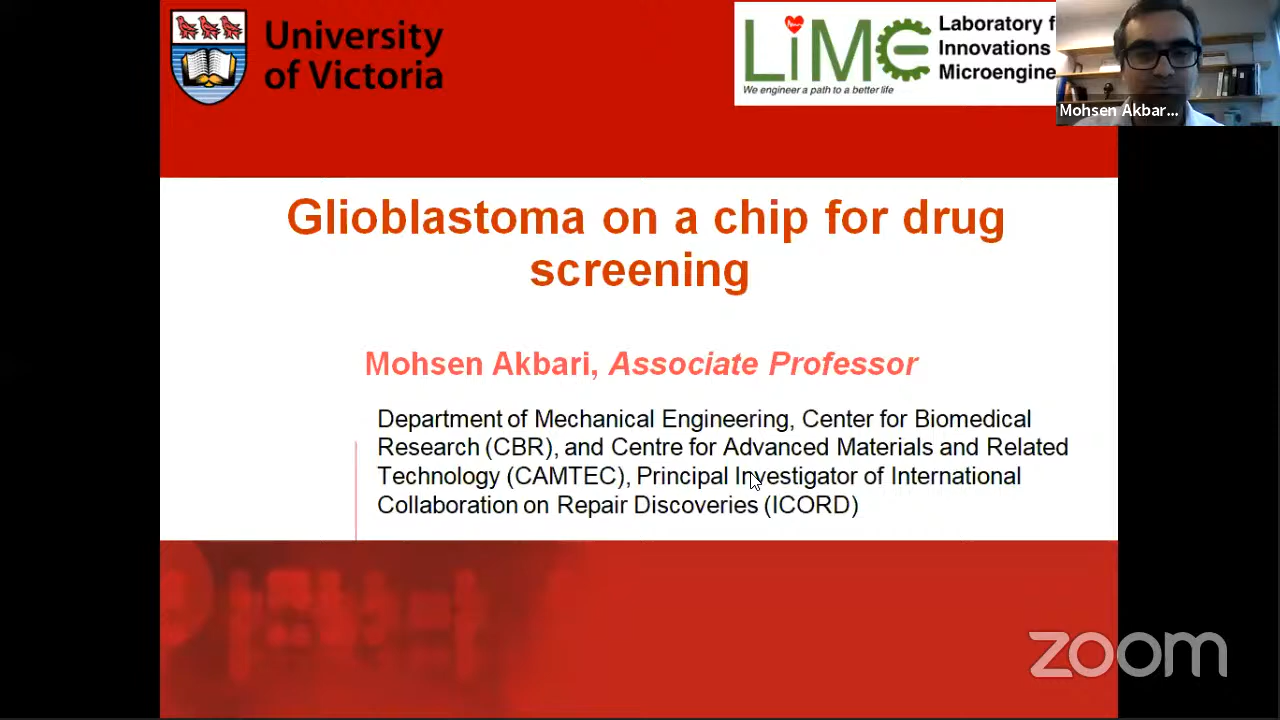 University
of Victoria
LiME
We engineer a path to a better life
Laboratory f
Innovations
Microengine
Mohsen Akbar...
Glioblastoma on a chip for drug
screening
Mohsen Akbari, Associate Professor
Department of Mechanical Engineering, Center for Biomedical
Research (CBR), and Centre for Advanced Materials and Related
Technology (CAMTEC), Principal Investigator of International
Collaboration on Repair Discoveries (ICORD)
zoom